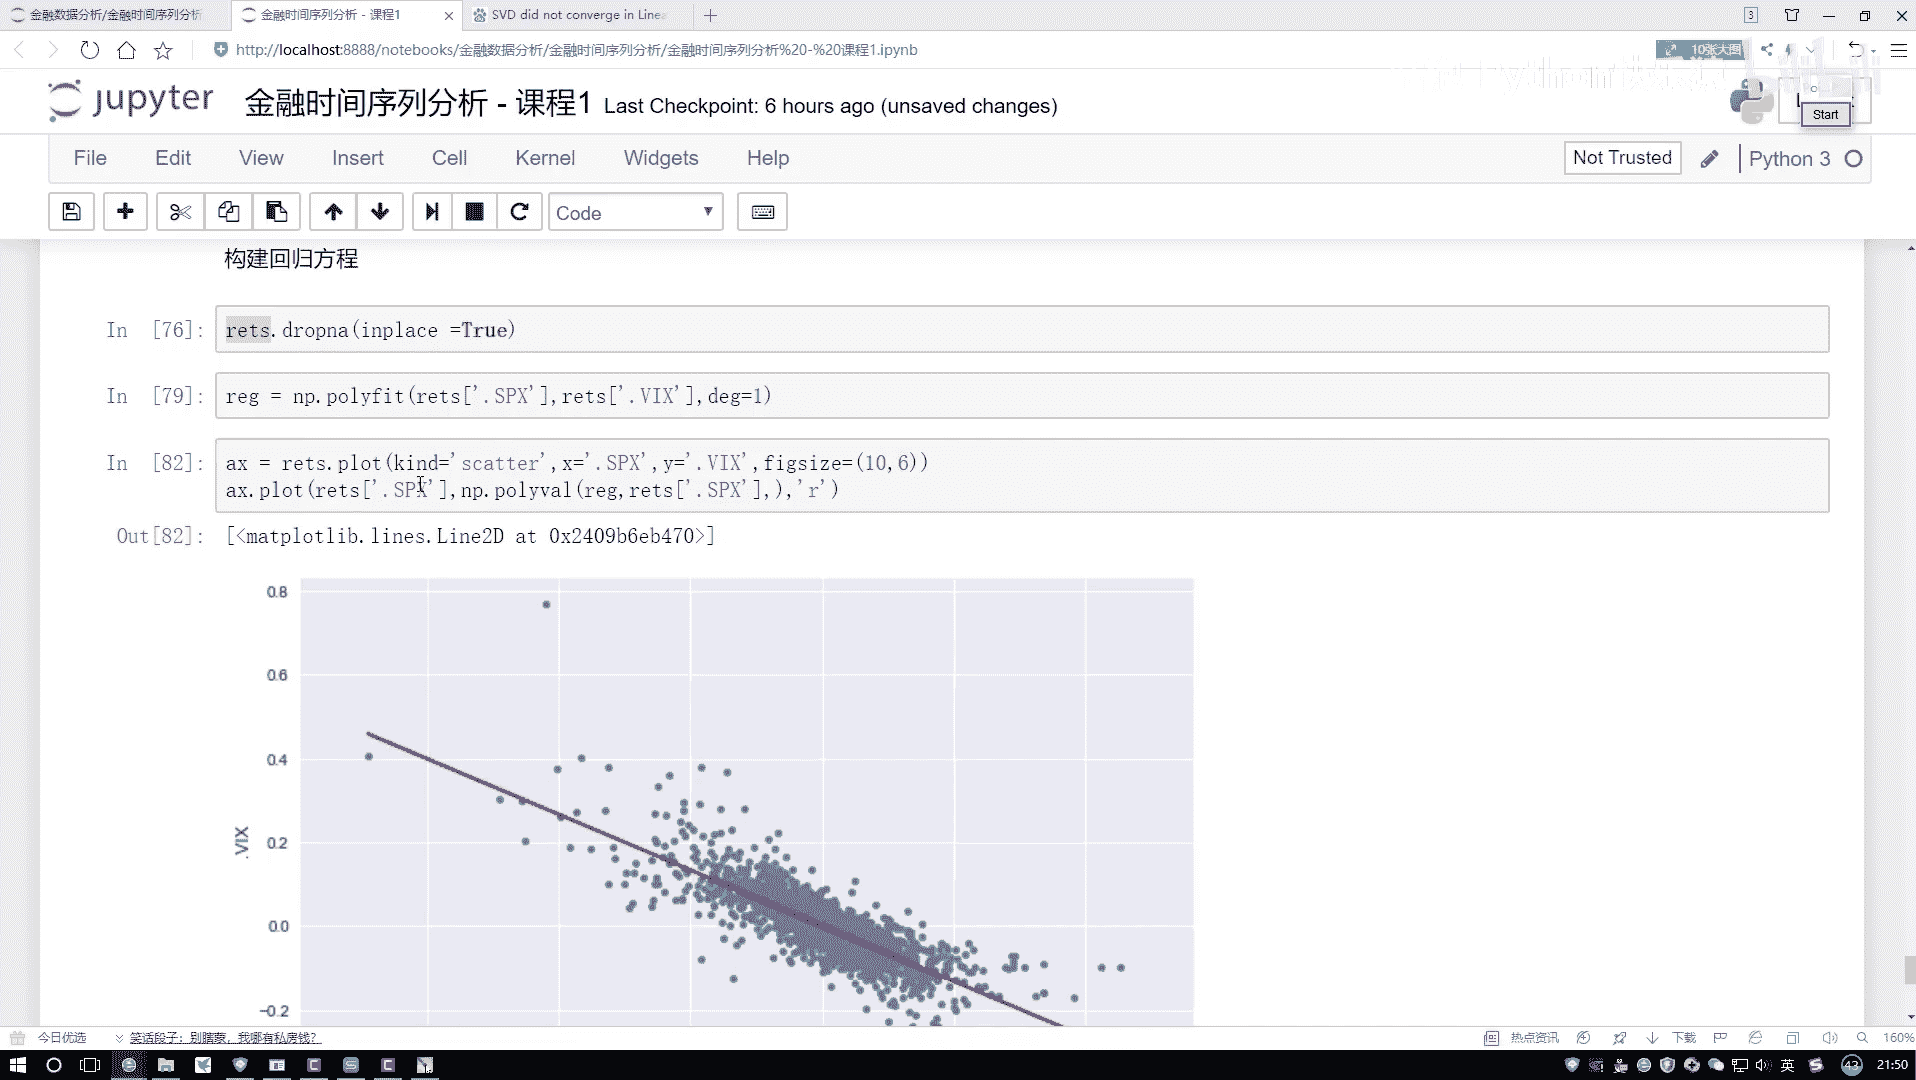 金融数据分析/金融时间序列分析
金融时间序列分析 - 课程1
SVD did not converge in Linea
3
http://localhost:8888/notebooks/金融数据分析/金融时间序列分析/金融时间序列分析%20-%20课程1.ipynb
10张大图
jupyter 金融时间序列分析 - 课程1 Last Checkpoint: 6 hours ago (unsaved changes)
Start
File Edit View Insert Cell Kernel Widgets Help
Not Trusted
Python 3
Code
构建回归方程
In [76]: rets.dropna(inplace =True)
In [79]: reg = np.polyfit(rets['.SPX'],rets['.VIX'],deg=1)
In [82]: ax = rets.plot(kind='scatter',x='.SPX',y='.VIX',figsize=(10,6))
ax.plot(rets['.SPX'],np.polyval(reg,rets['.SPX'],),'r')
Out[82]: [<matplotlib.lines.Line2D at 0x2409b6eb470>]
0.8
0.6
0.4
0.2
0.0
-0.2
.VIX
今日优选
笑话段子：别瞎蒙，我哪有私房钱？
热点资讯
下载
160%
英
43
21:50